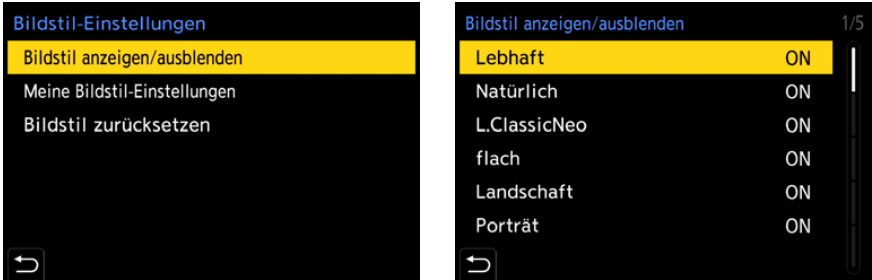 Bildstil-Einstellungen
Bildstil anzeigen/ausblenden
Meine Bildstil-Einstellungen
Bildstil zurücksetzen
Bildstil anzeigen/ausblenden 1/5
Lebhaft ON
Natürlich ON
L.ClassicNeo ON
flach ON
Landschaft ON
Porträt ON